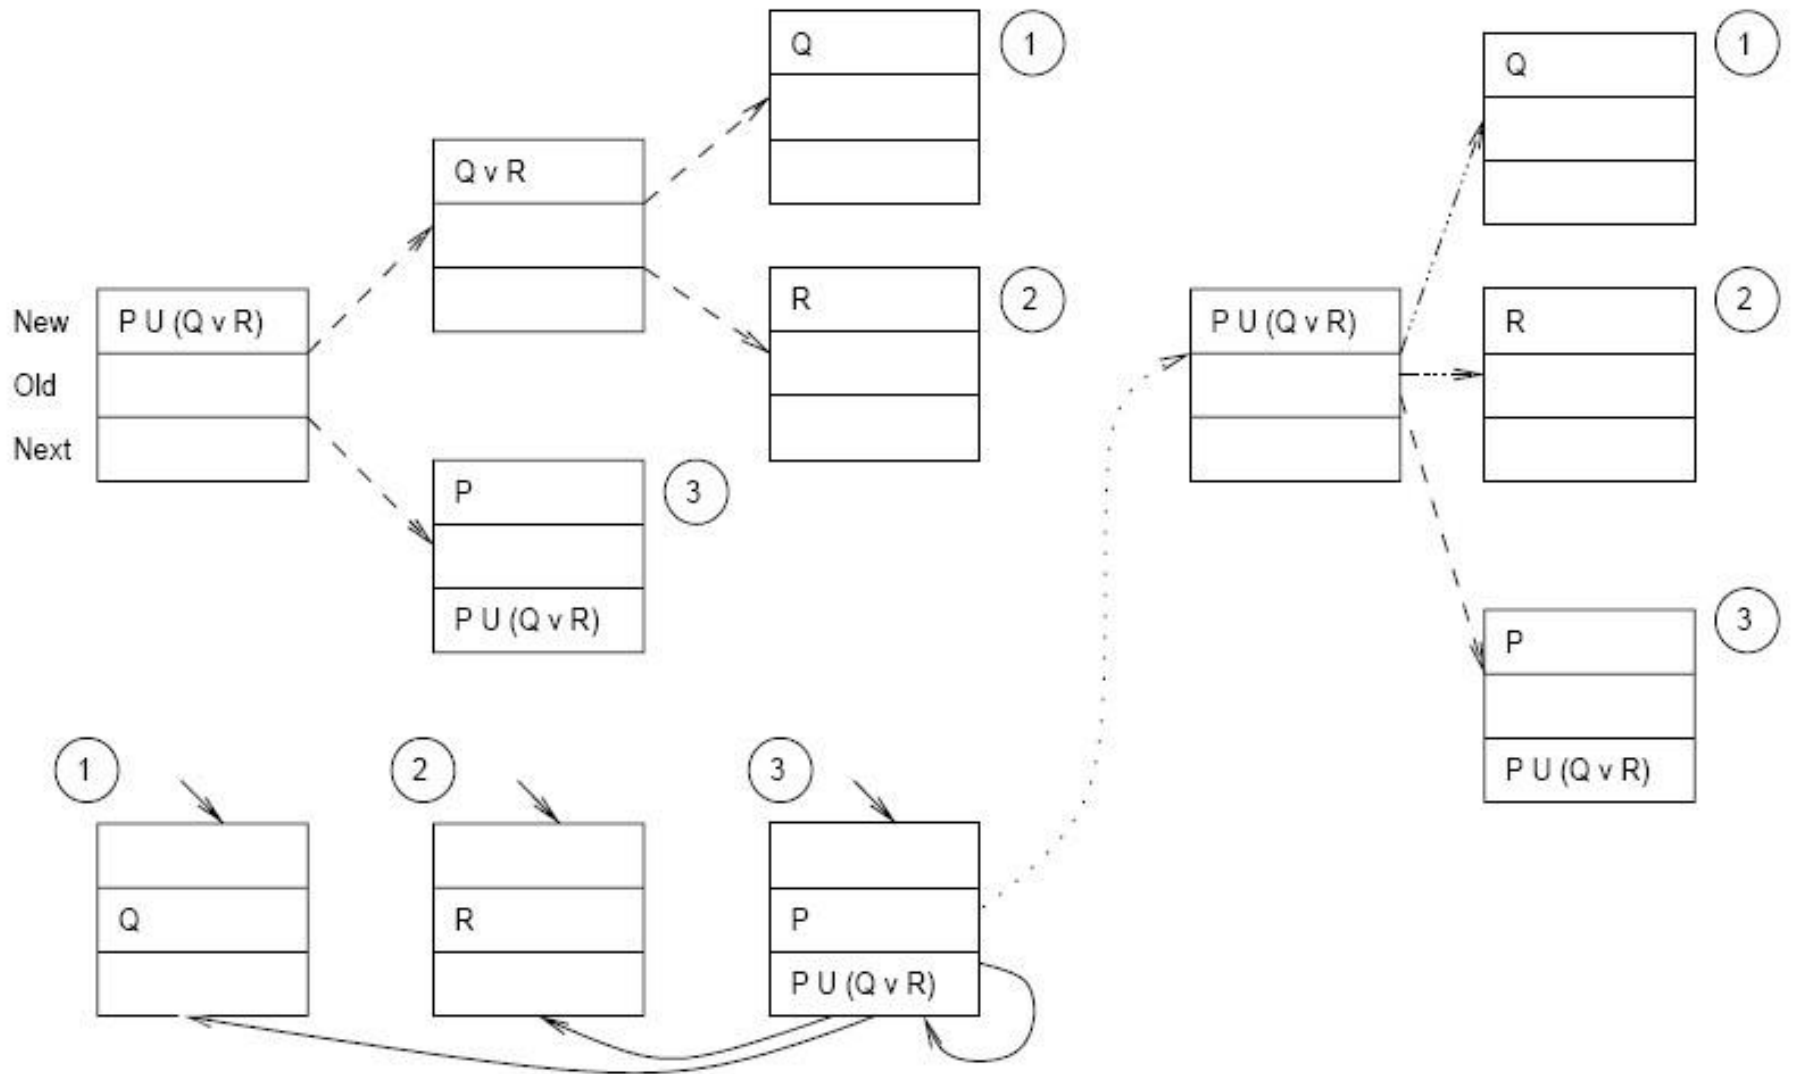 Q
1
Q
1
Q v R
New
P U (Q v R)
Old
Next
R
2
P U (Q v R)
R
2
P
3
P U (Q v R)
P
3
P U (Q v R)
1
2
3
Q
R
P
P U (Q v R)